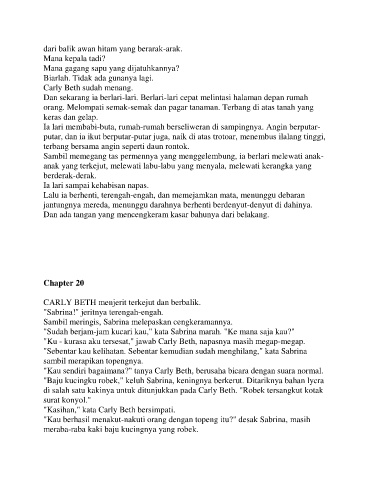 dari balik awan hitam yang berarak-arak.
Mana kepala tadi?
Mana gagang sapu yang dijatuhkannya?
Biarlah. Tidak ada gunanya lagi.
Carly Beth sudah menang.
Dan sekarang ia berlari-lari. Berlari-lari cepat melintasi halaman depan rumah
orang. Melompati semak-semak dan pagar tanaman. Terbang di atas tanah yang
keras dan gelap.
Ia lari membabi-buta, rumah-rumah berseliweran di sampingnya. Angin berputar-
putar, dan ia ikut berputar-putar juga, naik di atas trotoar, menembus ilalang tinggi,
terbang bersama angin seperti daun rontok.
Sambil memegang tas permennya yang menggelembung, ia berlari melewati anak-
anak yang terkejut, melewati labu-labu yang menyala, melewati kerangka yang
berderak-derak.
Ia lari sampai kehabisan napas.
Lalu ia berhenti, terengah-engah, dan memejamkan mata, menunggu debaran
jantungnya mereda, menunggu darahnya berhenti berdenyut-denyut di dahinya.
Dan ada tangan yang mencengkeram kasar bahunya dari belakang.
Chapter 20
CARLY BETH menjerit terkejut dan berbalik.
"Sabrina!" jeritnya terengah-engah.
Sambil meringis, Sabrina melepaskan cengkeramannya.
"Sudah berjam-jam kucari kau," kata Sabrina marah. "Ke mana saja kau?"
"Ku - kurasa aku tersesat," jawab Carly Beth, napasnya masih megap-megap.
"Sebentar kau kelihatan. Sebentar kemudian sudah menghilang," kata Sabrina
sambil merapikan topengnya.
"Kau sendiri bagaimana?" tanya Carly Beth, berusaha bicara dengan suara normal.
"Baju kucingku robek," keluh Sabrina, keningnya berkerut. Ditariknya bahan lycra
di salah satu kakinya untuk ditunjukkan pada Carly Beth. "Robek tersangkut kotak
surat konyol."
"Kasihan," kata Carly Beth bersimpati.
"Kau berhasil menakut-nakuti orang dengan topeng itu?" desak Sabrina, masih
meraba-raba kaki baju kucingnya yang robek.